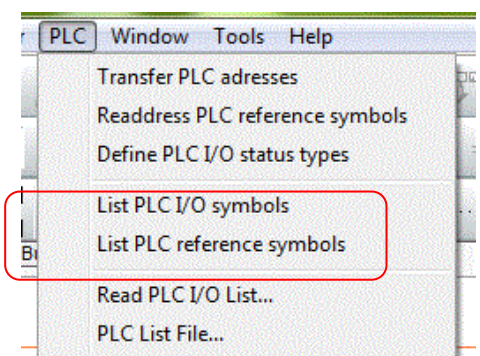 PLC Window Tools Help
Transfer PLC adresses
Readdress PLC reference symbols
Define PLC I/O status types
List PLC I/O symbols
List PLC reference symbols
Read PLC I/O List...
PLC List File...